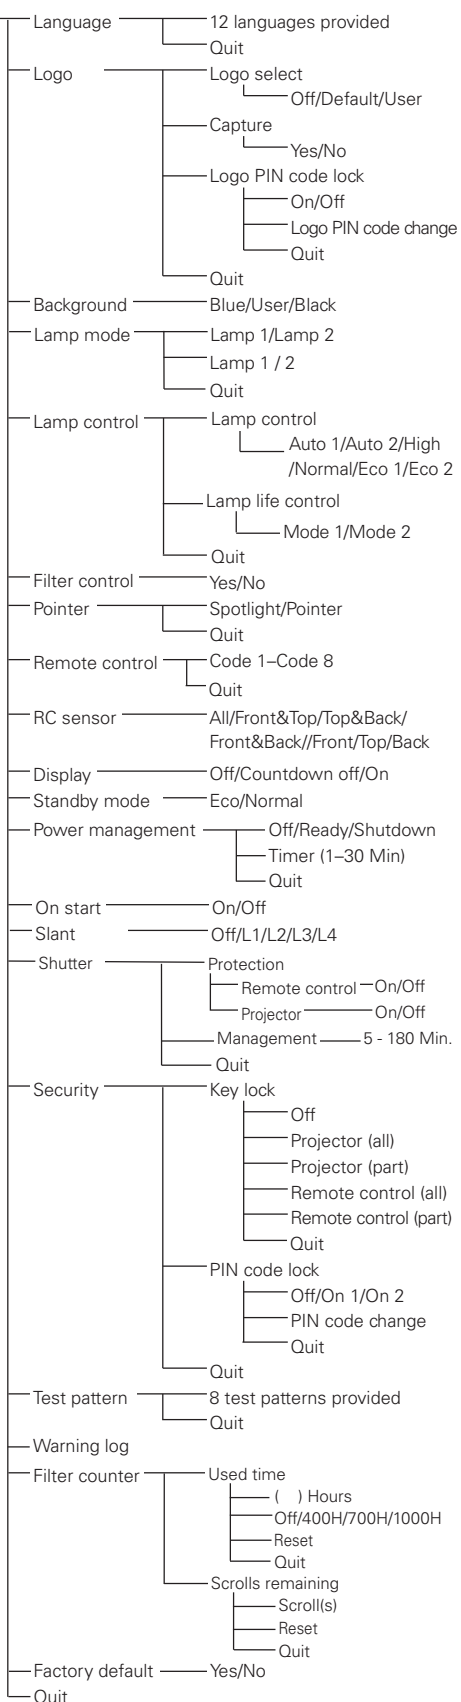 Language 12 languages provided
Quit
Logo Logo select
Off/Default/User
Capture
Yes/No
Logo PIN code lock
On/Off
Logo PIN code change
Quit
Quit
Background Blue/User/Black
Lamp mode Lamp 1/Lamp 2
Lamp 1 / 2
Quit
Lamp control Lamp control
Auto 1/Auto 2/High
/Normal/Eco 1/Eco 2
Lamp life control
Mode 1/Mode 2
Quit
Filter control Yes/No
Pointer Spotlight/Pointer
Quit
Remote control Code 1–Code 8
Quit
RC sensor All/Front&Top/Top&Back/
Front&Back//Front/Top/Back
Display Off/Countdown off/On
Standby mode Eco/Normal
Power management Off/Ready/Shutdown
Timer (1–30 Min)
Quit
On start On/Off
Slant Off/L1/L2/L3/L4
Shutter Protection
Remote control On/Off
Projector On/Off
Management 5 - 180 Min.
Quit
Security Key lock
Off
Projector (all)
Projector (part)
Remote control (all)
Remote control (part)
Quit
PIN code lock
Off/On 1/On 2
PIN code change
Quit
Quit
Test pattern 8 test patterns provided
Quit
Warning log
Filter counter Used time
( ) Hours
Off/400H/700H/1000H
Reset
Quit
Scrolls remaining
Scroll(s)
Reset
Quit
Factory default Yes/No
Quit